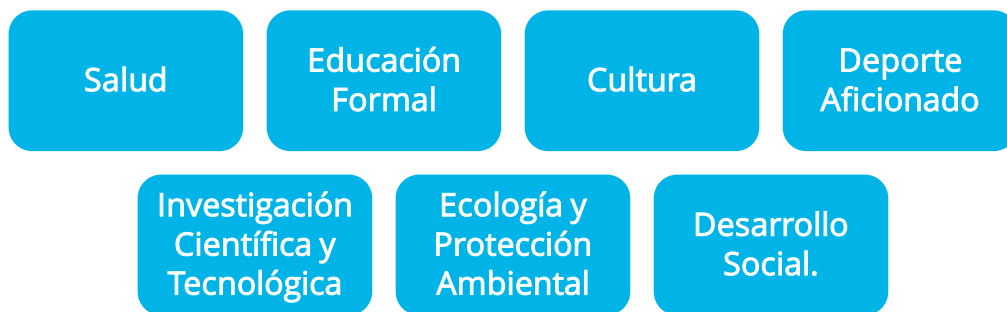 Salud
Educación
Formal
Cultura
Deporte
Aficionado
Investigación
Científica y
Tecnológica
Ecología y
Protección
Ambiental
Desarrollo
Social.